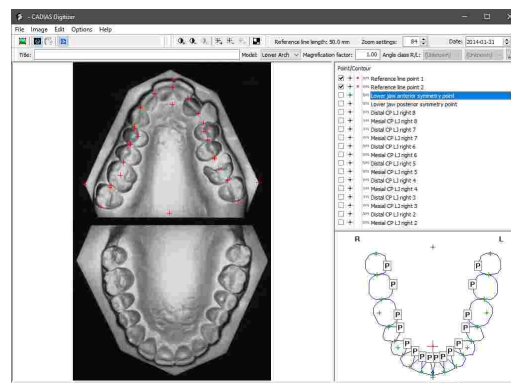 CADIAS Digitizer
File Image Edit Options Help
Reference line length: 50.0 mm Zoom settings: 84 Date: 2014-01-31
Title: Model: Lower Arch Magnification factor: 1.00 Angle class R/L: (Unknown) (Unknown)
Point/Contour
Reference line point 1
Reference line point 2
Lower jaw anterior symmetry point
Lower jaw posterior symmetry point
Distal CP LJ right 8
Mesial CP LJ right 8
Distal CP LJ right 7
Mesial CP LJ right 7
Distal CP LJ right 6
Mesial CP LJ right 6
Distal CP LJ right 5
Mesial CP LJ right 5
Distal CP LJ right 4
Mesial CP LJ right 4
Distal CP LJ right 3
Mesial CP LJ right 3
Distal CP LJ right 2
Mesial CP LJ right 2
R L
P P
P P
P P
P P
P P
P P
P P P P